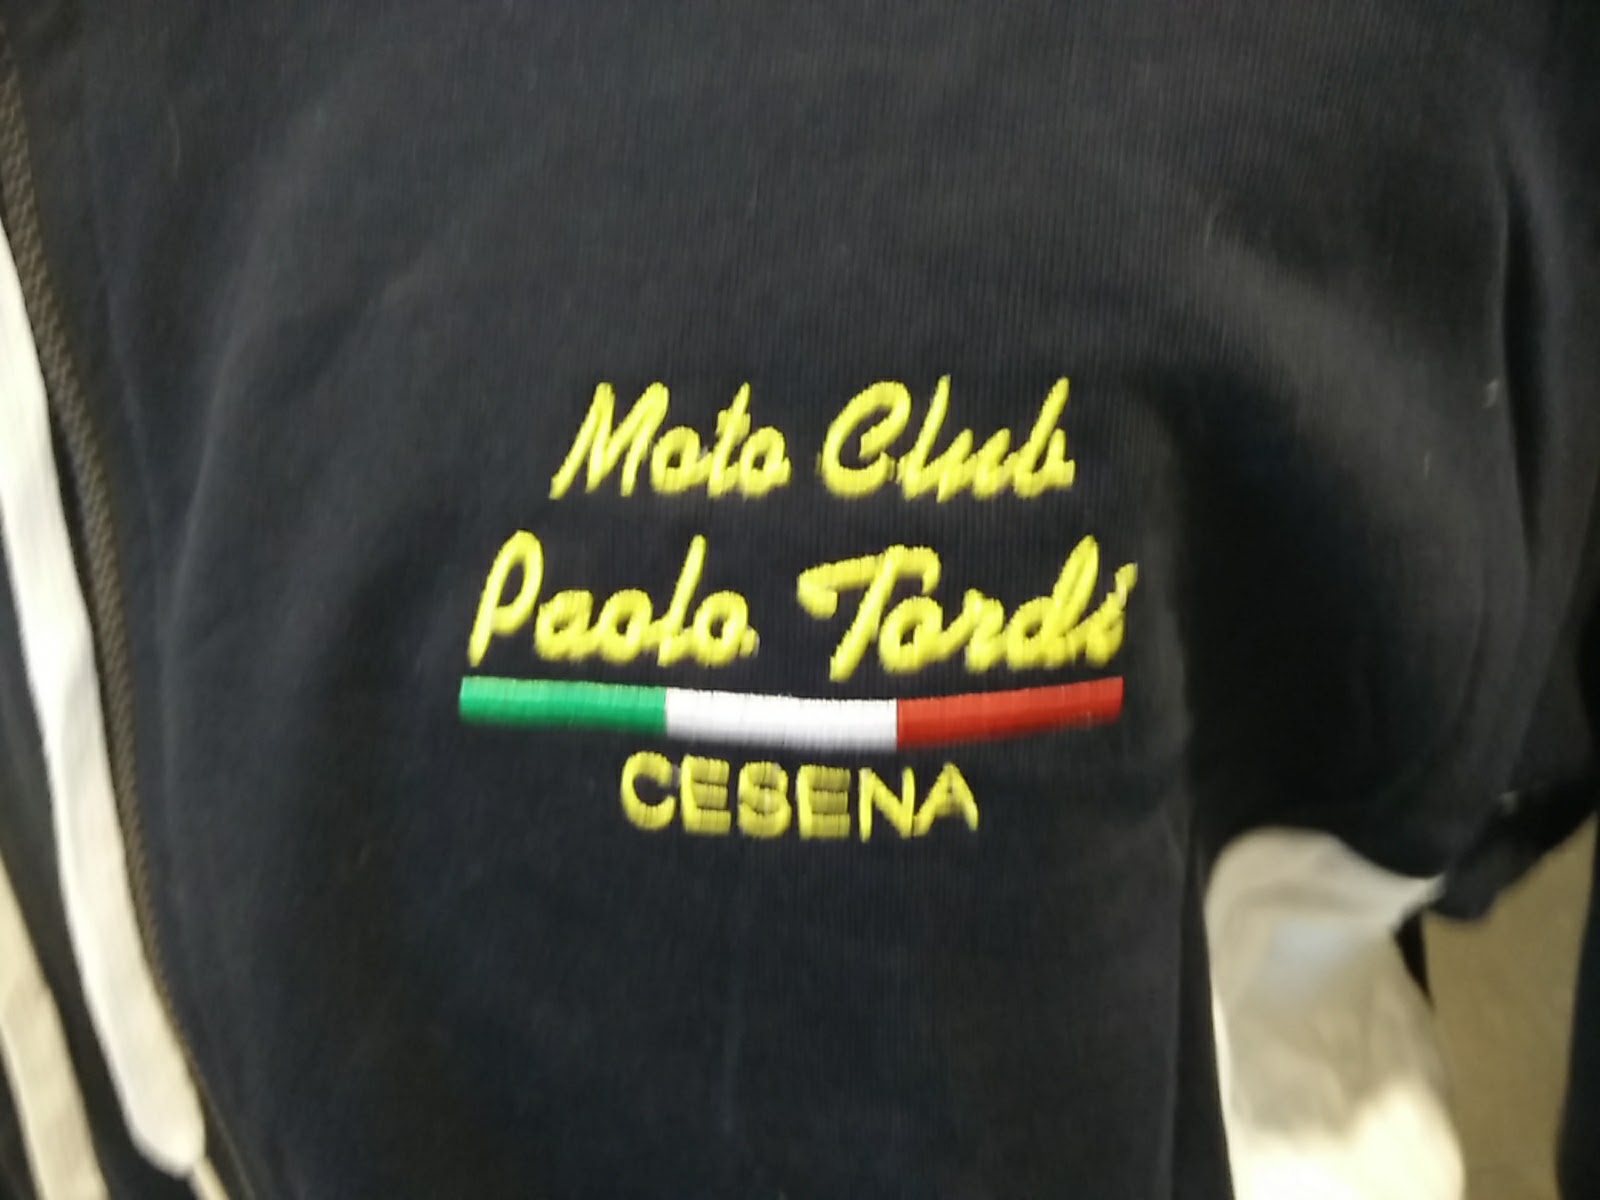 Moto Club
Paolo Tordi
CESENA